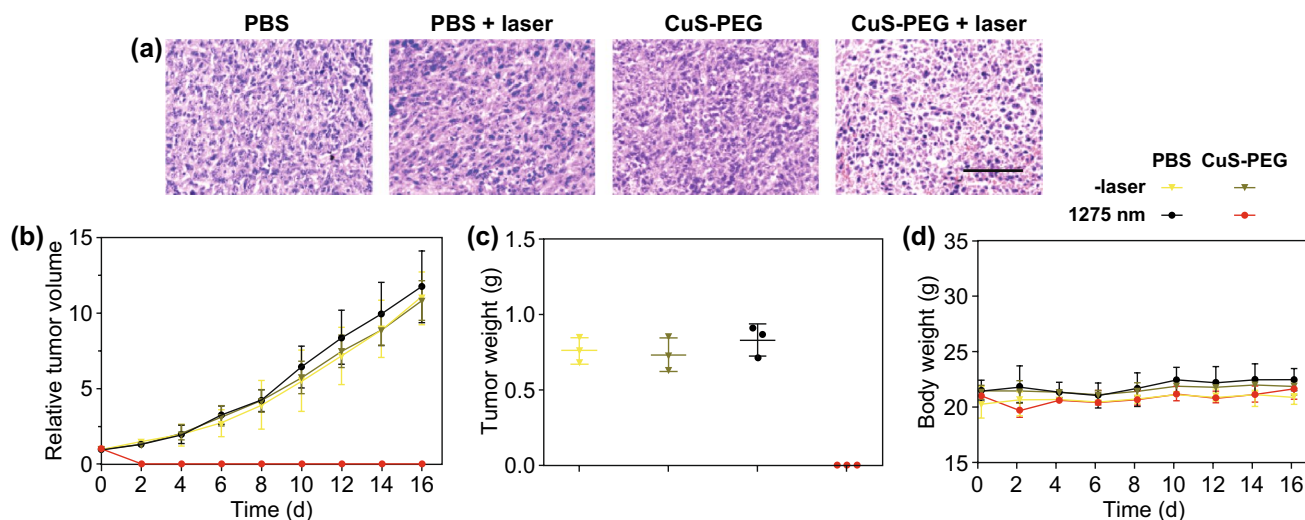 PBS
PBS + laser
CuS-PEG
CuS-PEG + laser
(a)
PBS CuS-PEG
-laser
1275 nm
(b)
15
10
5
0
Relative tumor volume
0 2 4 6 8 10 12 14 16
Time (d)
(c)
1.5
1.0
0.5
0.0
Tumor weight (g)
(d)
35
30
25
20
15
Body weight (g)
0 2 4 6 8 10 12 14 16
Time (d)